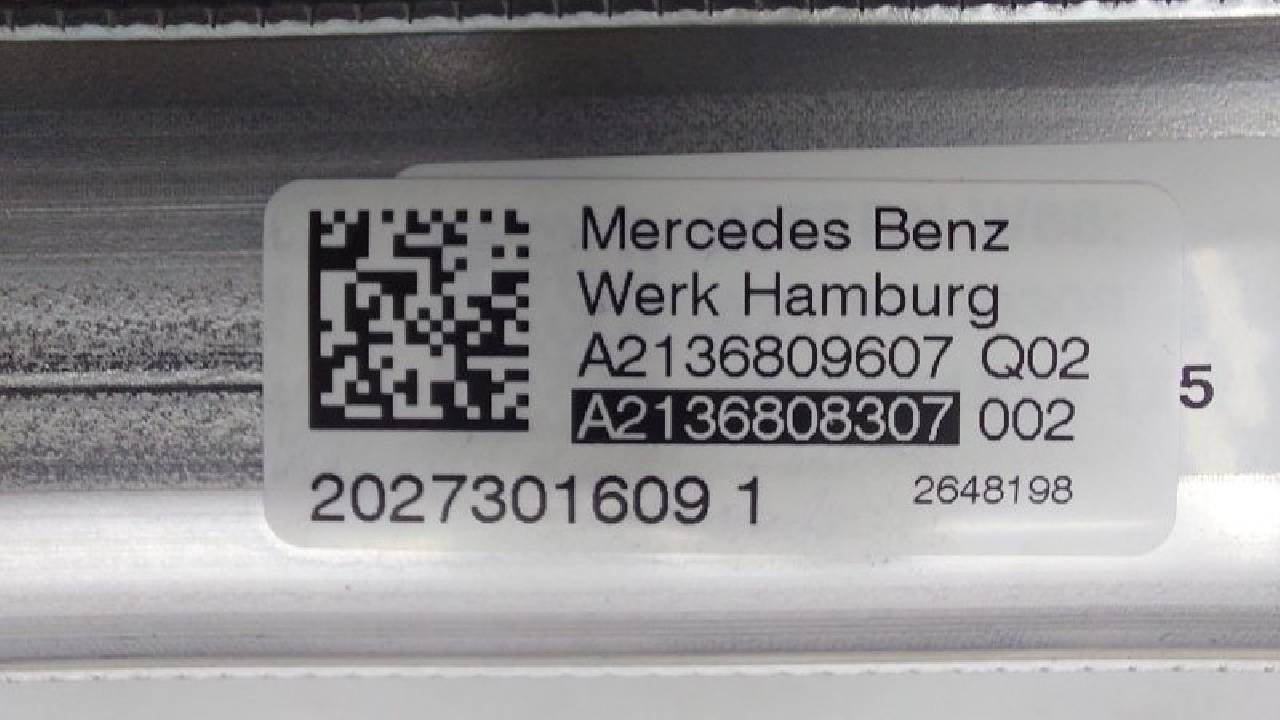 Mercedes Benz
Werk Hamburg
A2136809607 Q02
A2136808307 002
2027301609 1 2648198
5